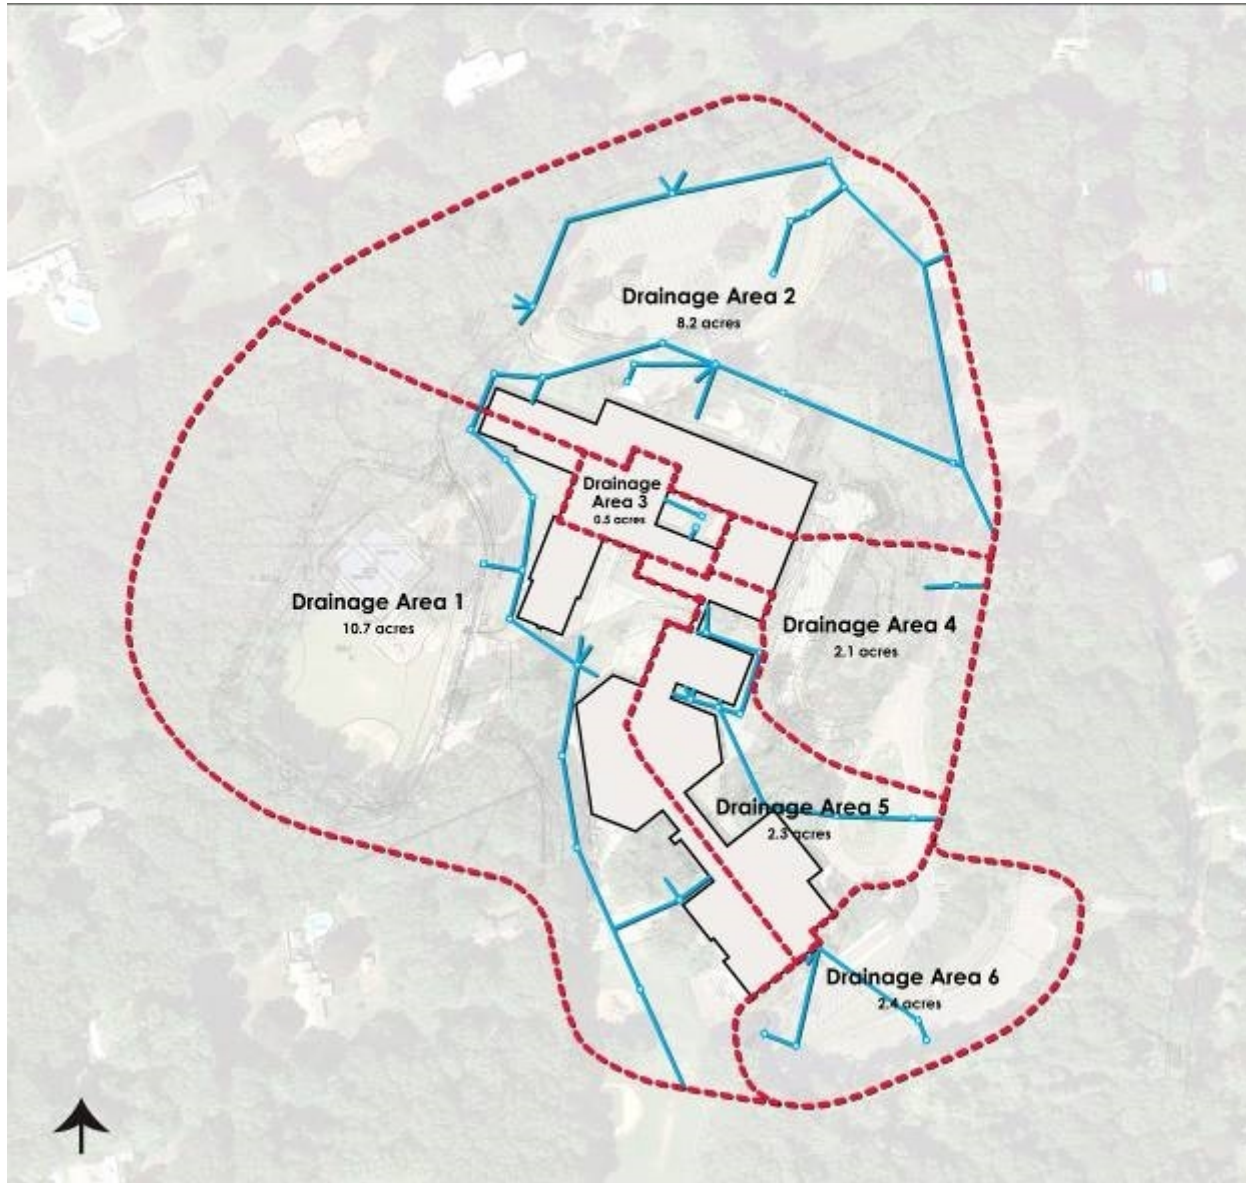 Drainage Area 2
8.2 acres
Drainage
Area 3
0.5 acres
Drainage Area 1
10.7 acres
Drainage Area 4
2.1 acres
Drainage Area 5
2.3 acres
Drainage Area 6
2.4 acres